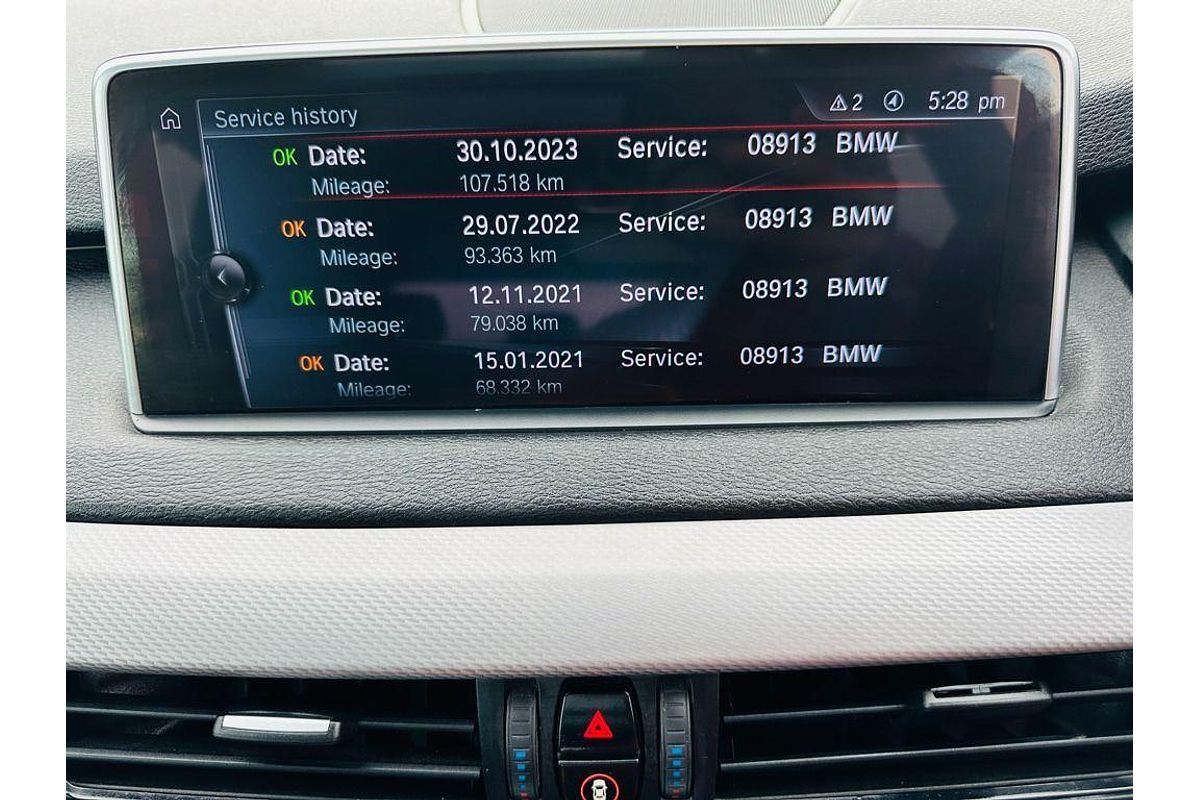 Service history 2 5:28 pm
OK Date: 30.10.2023 Service: 08913 BMW
Mileage: 107.518 km
OK Date: 29.07.2022 Service: 08913 BMW
Mileage: 93.363 km
OK Date: 12.11.2021 Service: 08913 BMW
Mileage: 79.038 km
OK Date: 15.01.2021 Service: 08913 BMW
Mileage: 68.332 km